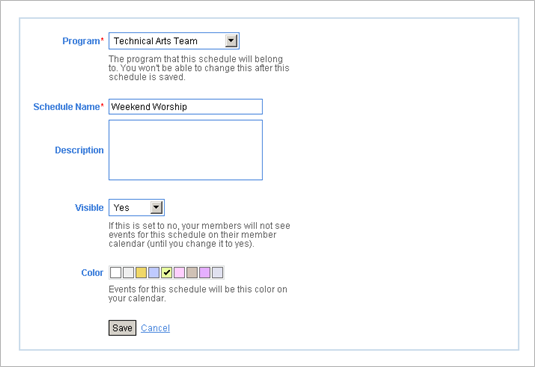 Program* Technical Arts Team
The program that this schedule will belong
to. You won't be able to change this after this
schedule is saved.
Schedule Name* Weekend Worship
Description
Visible Yes
If this is set to no, your members will not see
events for this schedule on their member
calendar (until you change it to yes).
Color
Events for this schedule will be this color on
your calendar.
Save Cancel